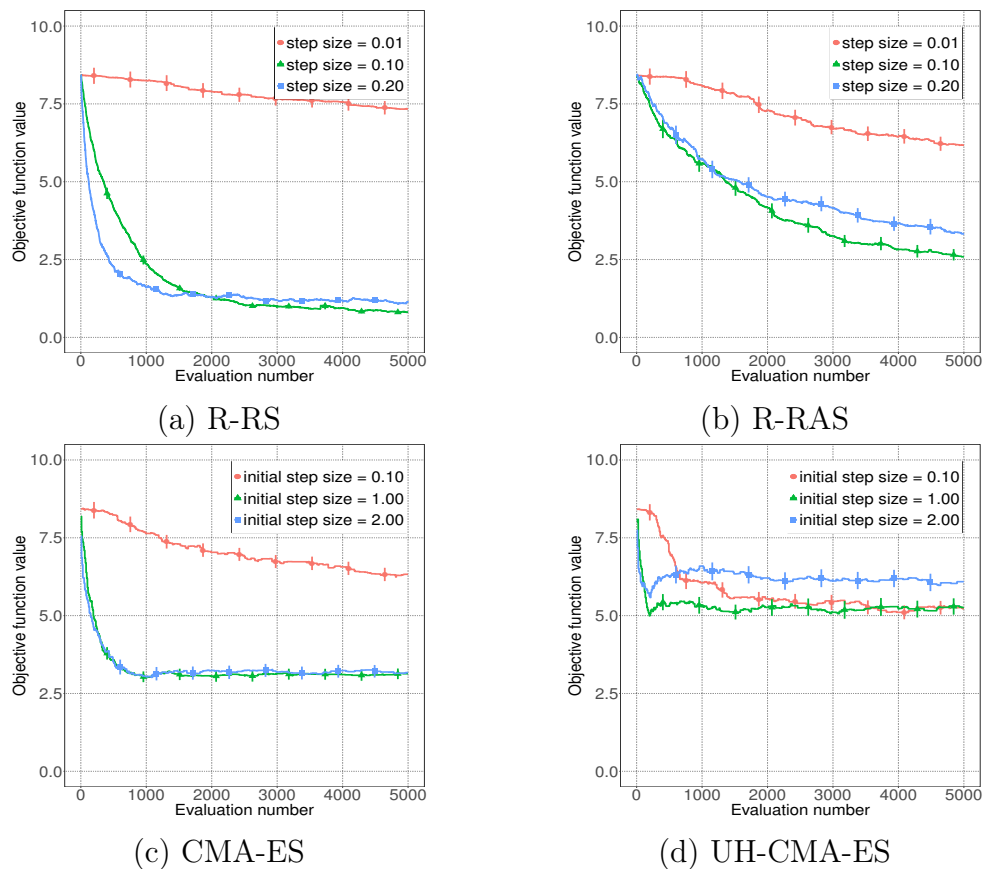 10.0
7.5
5.0
2.5
0.0
Objective function value
step size = 0.01
step size = 0.10
step size = 0.20
0 1000 2000 3000 4000 5000
Evaluation number
(a) R-RS
10.0
7.5
5.0
2.5
0.0
Objective function value
step size = 0.01
step size = 0.10
step size = 0.20
0 1000 2000 3000 4000 5000
Evaluation number
(b) R-RAS
10.0
7.5
5.0
2.5
0.0
Objective function value
initial step size = 0.10
initial step size = 1.00
initial step size = 2.00
0 1000 2000 3000 4000 5000
Evaluation number
(c) CMA-ES
10.0
7.5
5.0
2.5
0.0
Objective function value
initial step size = 0.10
initial step size = 1.00
initial step size = 2.00
0 1000 2000 3000 4000 5000
Evaluation number
(d) UH-CMA-ES